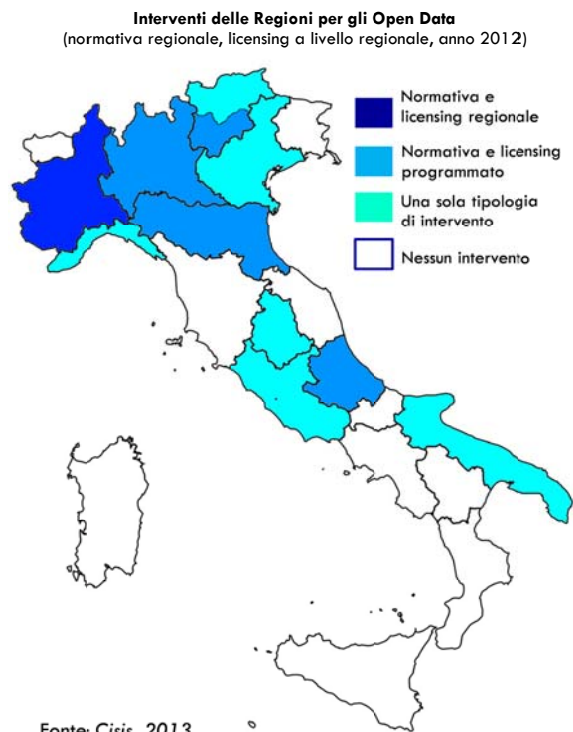 Interventi delle Regioni per gli Open Data
(normativa regionale, licensing a livello regionale, anno 2012)
Normativa e
licensing regionale
Normativa e licensing
programmato
Una sola tipologia
di intervento
Nessun intervento
Fonte: Cisis, 2013